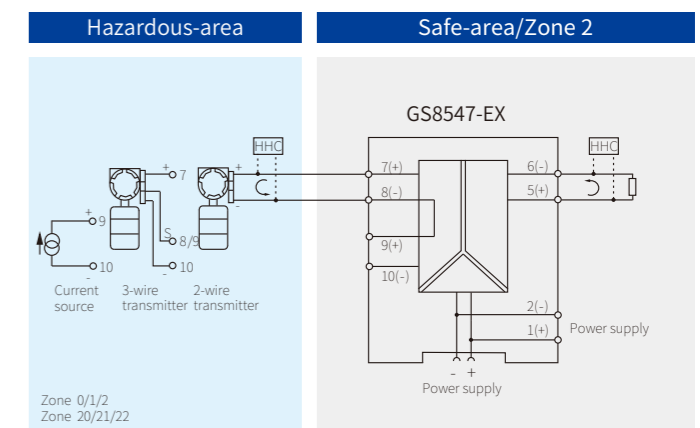 Hazardous-area
Safe-area/Zone 2
GS8547-EX
HHC
HHC
+
7
+
-
7(+)
8(-)
9(+)
10(-)
6(-)
5(+)
+
9
S
8/9
10
-
10
-
Current
source
3-wire
transmitter
2-wire
transmitter
2(-)
1(+)
Power supply
- +
Power supply
Zone 0/1/2
Zone 20/21/22